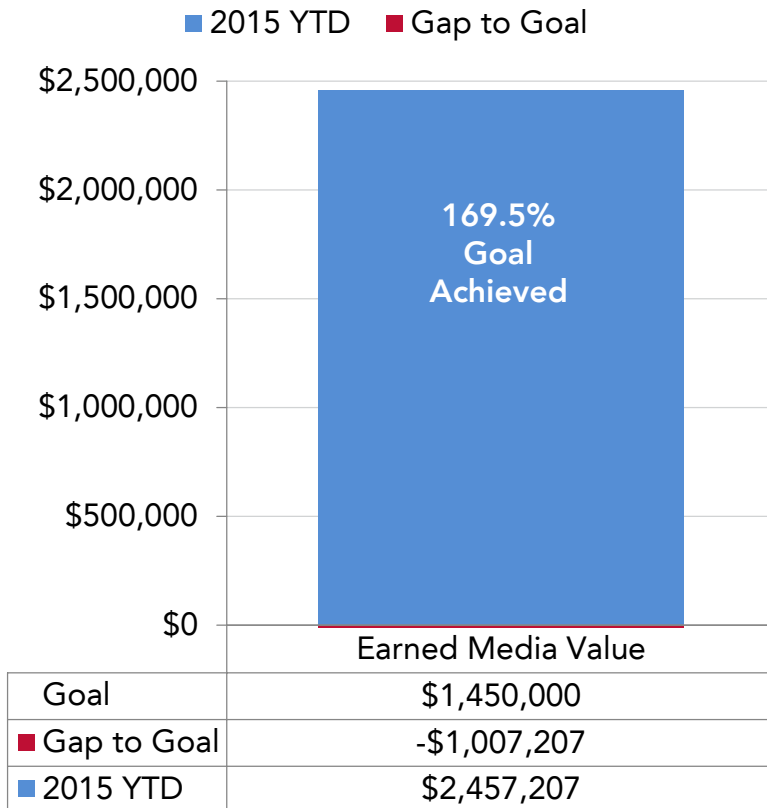 2015 YTD Gap to Goal
$2,500,000
$2,000,000
$1,500,000
$1,000,000
$500,000
$0
169.5%
Goal
Achieved
Earned Media Value
Goal $1,450,000
Gap to Goal -$1,007,207
2015 YTD $2,457,207